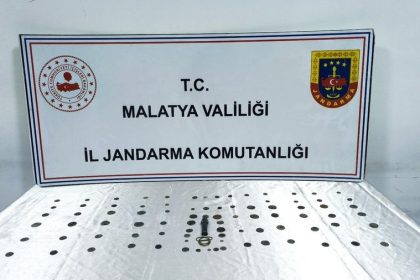 T.C.
MALATYA VALİLİĞİ
İL JANDARMA KOMUTANLIĞI
JANDARMA